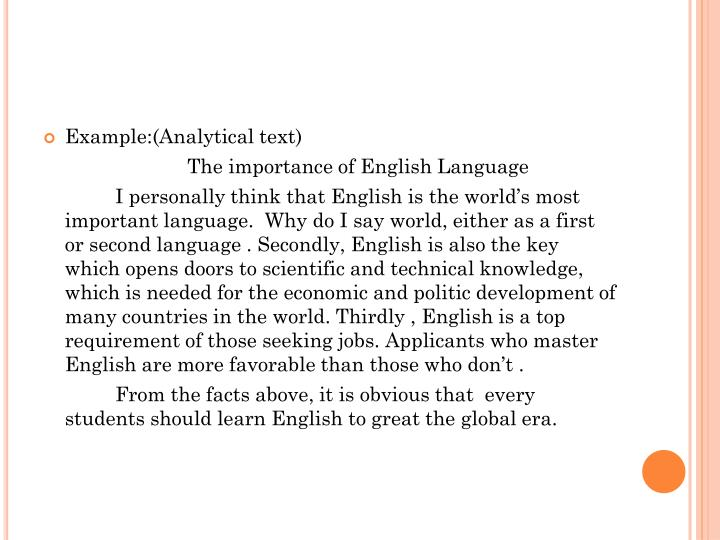 Example:(Analytical text)
The importance of English Language
I personally think that English is the world’s most
important language.  Why do I say world, either as a first
or second language . Secondly, English is also the key
which opens doors to scientific and technical knowledge,
which is needed for the economic and politic development of
many countries in the world. Thirdly , English is a top
requirement of those seeking jobs. Applicants who master
English are more favorable than those who don’t .
From the facts above, it is obvious that  every
students should learn English to great the global era.